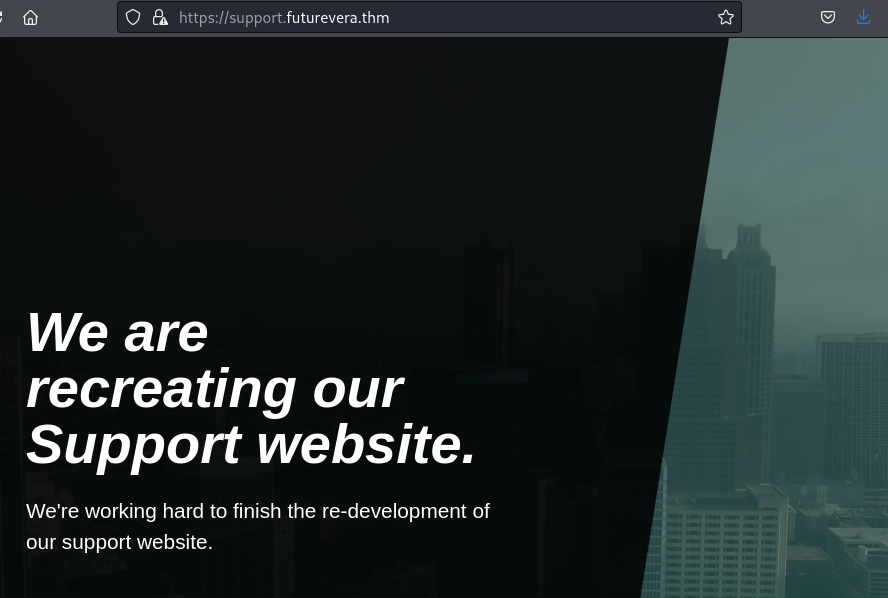 https://support.futurevera.thm
We are
recreating our
Support website.
We're working hard to finish the re-development of
our support website.